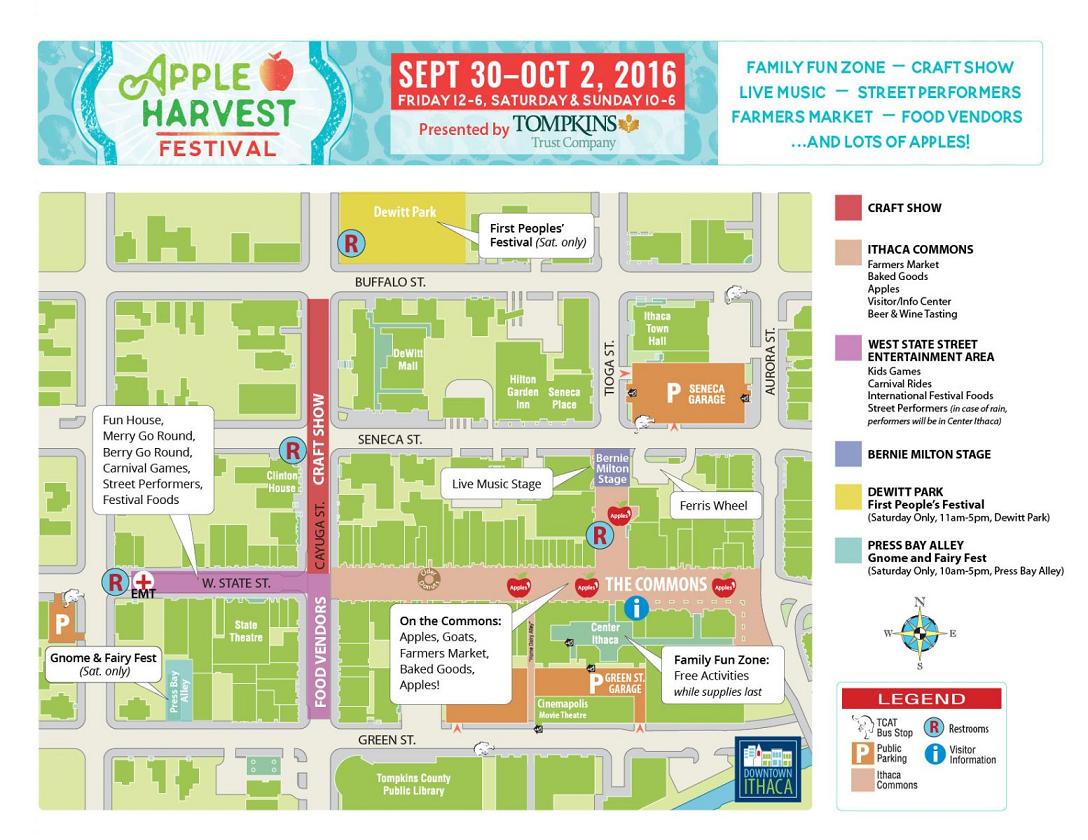 APPLE
HARVEST
FESTIVAL
SEPT 30–OCT 2, 2016
FRIDAY 12-6, SATURDAY & SUNDAY 10-6
Presented by TOMPKINS
Trust Company
FAMILY FUN ZONE — CRAFT SHOW
LIVE MUSIC — STREET PERFORMERS
FARMERS MARKET — FOOD VENDORS
...AND LOTS OF APPLES!
Dewitt Park
R
First Peoples'
Festival (Sat. only)
BUFFALO ST.
CRAFT SHOW
CAYUGA ST.
FOOD VENDORS
DeWitt
Mall
Hilton
Garden
Inn
Seneca
Place
TIOGA ST.
Ithaca
Town
Hall
P SENECA
GARAGE
AURORA ST.
Fun House,
Merry Go Round,
Berry Go Round,
Carnival Games,
Street Performers,
Festival Foods
R
Clinton
House
SENECA ST.
Live Music Stage
Bernie
Milton
Stage
Ferris Wheel
Apples
R
R
EMT
W. STATE ST.
Cider
Apples
Apples
THE COMMONS
Apples
i
P
State
Theatre
Gnome & Fairy Fest
(Sat. only)
Press Bay
Alley
On the Commons:
Apples, Goats,
Farmers Market,
Baked Goods,
Apples!
"Home Dairy Alley"
Center
Ithaca
Family Fun Zone:
Free Activities
while supplies last
P GREEN ST.
GARAGE
Cinemapolis
Movie Theatre
GREEN ST.
Tompkins County
Public Library
DOWNTOWN
ITHACA
CRAFT SHOW
ITHACA COMMONS
Farmers Market
Baked Goods
Apples
Visitor/Info Center
Beer & Wine Tasting
WEST STATE STREET
ENTERTAINMENT AREA
Kids Games
Carnival Rides
International Festival Foods
Street Performers (in case of rain,
performers will be in Center Ithaca)
BERNIE MILTON STAGE
DEWITT PARK
First People's Festival
(Saturday Only, 11am-5pm, Dewitt Park)
PRESS BAY ALLEY
Gnome and Fairy Fest
(Saturday Only, 10am-5pm, Press Bay Alley)
N
W E
S
LEGEND
TCAT
Bus Stop
R Restrooms
P Public
Parking
i Visitor
Information
Ithaca
Commons